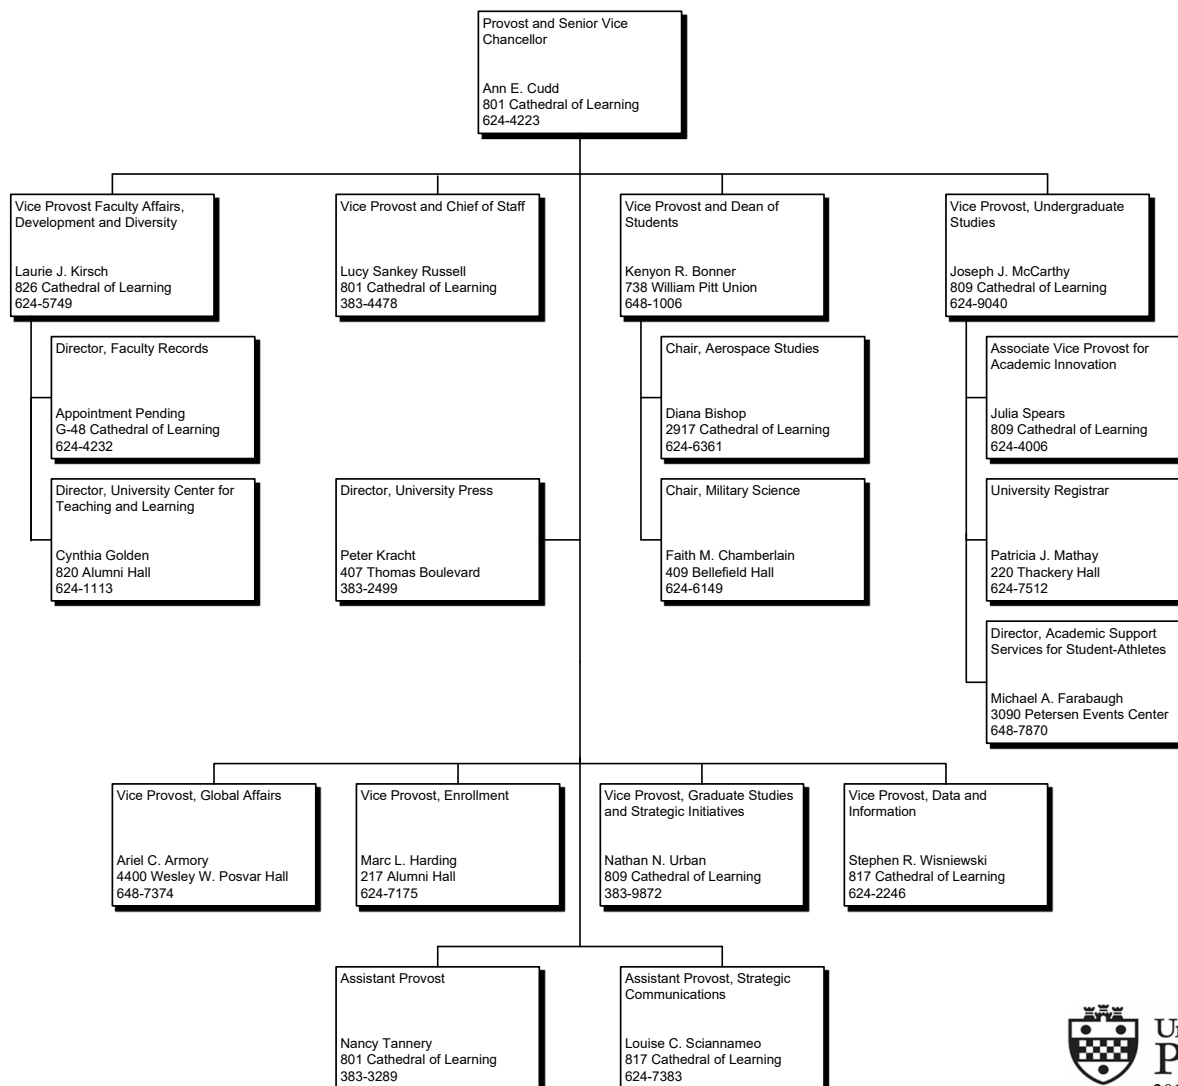 Provost and Senior Vice
Chancellor
Ann E. Cudd
801 Cathedral of Learning
624-4223
Vice Provost Faculty Affairs,
Development and Diversity
Laurie J. Kirsch
826 Cathedral of Learning
624-5749
Vice Provost and Chief of Staff
Lucy Sankey Russell
801 Cathedral of Learning
383-4478
Vice Provost and Dean of
Students
Kenyon R. Bonner
738 William Pitt Union
648-1006
Vice Provost, Undergraduate
Studies
Joseph J. McCarthy
809 Cathedral of Learning
624-9040
Director, Faculty Records
Appointment Pending
G-48 Cathedral of Learning
624-4232
Chair, Aerospace Studies
Diana Bishop
2917 Cathedral of Learning
624-6361
Associate Vice Provost for
Academic Innovation
Julia Spears
809 Cathedral of Learning
624-4006
Director, University Center for
Teaching and Learning
Cynthia Golden
820 Alumni Hall
624-1113
Director, University Press
Peter Kracht
407 Thomas Boulevard
383-2499
Chair, Military Science
Faith M. Chamberlain
409 Bellefield Hall
624-6149
University Registrar
Patricia J. Mathay
220 Thackery Hall
624-7512
Director, Academic Support
Services for Student-Athletes
Michael A. Farabaugh
3090 Petersen Events Center
648-7870
Vice Provost, Global Affairs
Ariel C. Armory
4400 Wesley W. Posvar Hall
648-7374
Vice Provost, Enrollment
Marc L. Harding
217 Alumni Hall
624-7175
Vice Provost, Graduate Studies
and Strategic Initiatives
Nathan N. Urban
809 Cathedral of Learning
383-9872
Vice Provost, Data and
Information
Stephen R. Wisniewski
817 Cathedral of Learning
624-2246
Assistant Provost
Nancy Tannery
801 Cathedral of Learning
383-3289
Assistant Provost, Strategic
Communications
Louise C. Sciannameo
817 Cathedral of Learning
624-7383